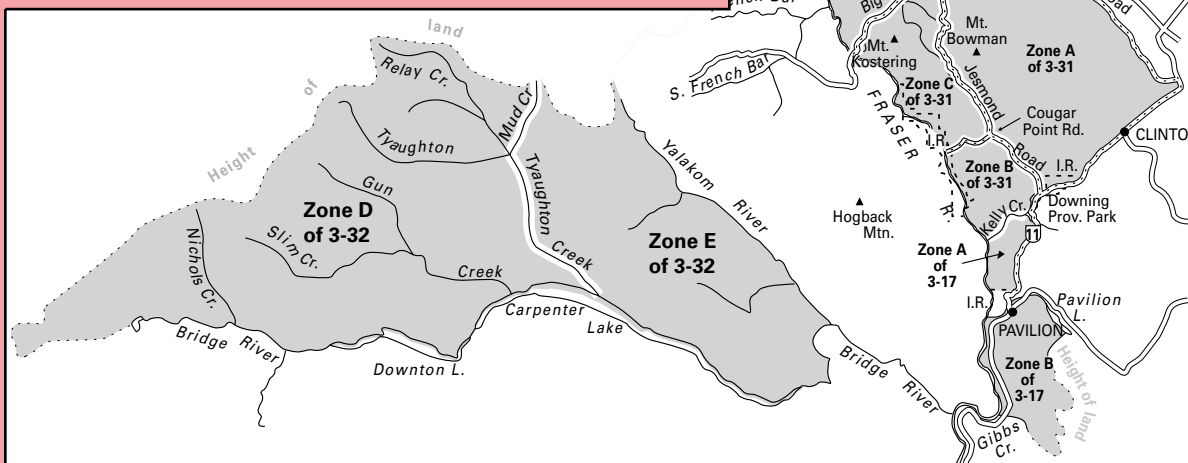 Big
Mt.
Kostering
Mt.
Bowman
Zone A
of 3-31
Zone C
of 3-31
Jesmond
Road
Cougar
Point Rd.
CLINTO
I.R.
I.R.
FRASER
R.
S. French Bar
Zone B
of 3-31
Kelly Cr.
Downing
Prov. Park
11
Hogback
Mtn.
Zone A
of
3-17
I.R.
Pavilion
L.
PAVILION
Zone B
of
3-17
Height of land
Gibbs
Cr.
Bridge River
Height of land
Relay Cr.
Mud Cr
Tyaughton
Tyaughton Creek
Gun
Creek
Slim Cr.
Nichols Cr.
Zone D
of 3-32
Zone E
of 3-32
Yalakom River
Carpenter
Lake
Bridge River
Downton L.